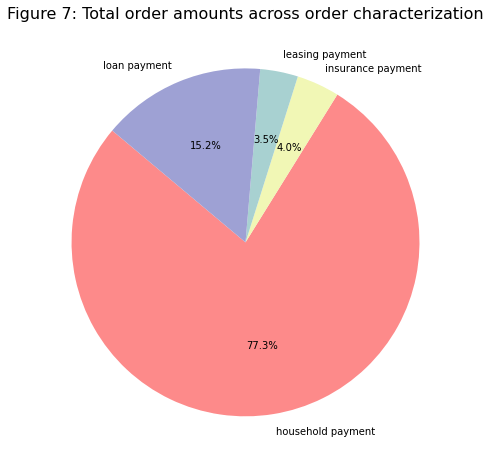 Figure 7: Total order amounts across order characterization
leasing payment
loan payment
insurance payment
3.5%
15.2%
4.0%
77.3%
household payment